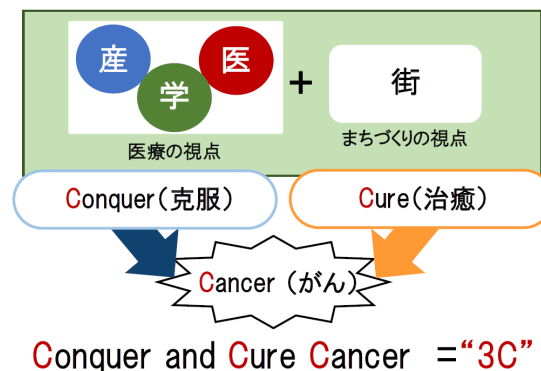 産
医
学
+
街
医療の視点
まちづくりの視点
Conquer(克服)
Cure(治癒)
Cancer (がん)
Conquer and Cure Cancer =“3C”